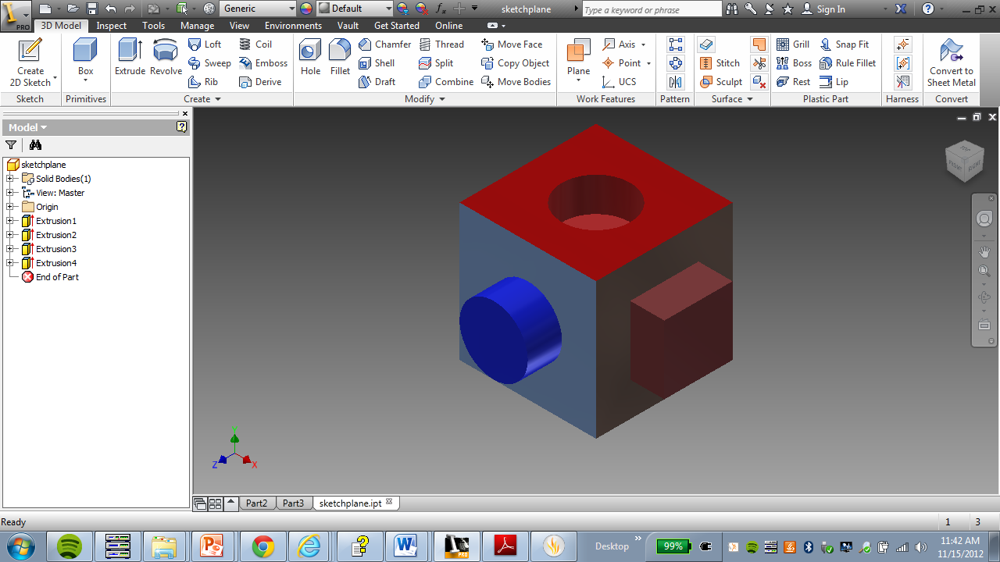 Generic Default sketchplane Type a keyword or phrase Sign In
PRO 3D Model Inspect Tools Manage View Environments Vault Get Started Online
Loft Coil Chamfer Thread Move Face Axis Grill Snap Fit
Sweep Emboss Shell Split Copy Object Point Stitch Boss Rule Fillet
Create 2D Sketch Box Extrude Revolve Hole Fillet Plane Convert to Sheet Metal
Rib Derive Draft Combine Move Bodies UCS Sculpt Rest Lip
Sketch Primitives Create Modify Work Features Pattern Surface Plastic Part Harness Convert
Model
sketchplane
Solid Bodies(1)
View: Master
Origin
Extrusion1
Extrusion2
Extrusion3
Extrusion4
End of Part
TOP
FRONT RIGHT
Y
Z X
Part2 Part3 sketchplane.ipt
Ready 1 3
PRO Desktop 99% 11:42 AM
11/15/2012